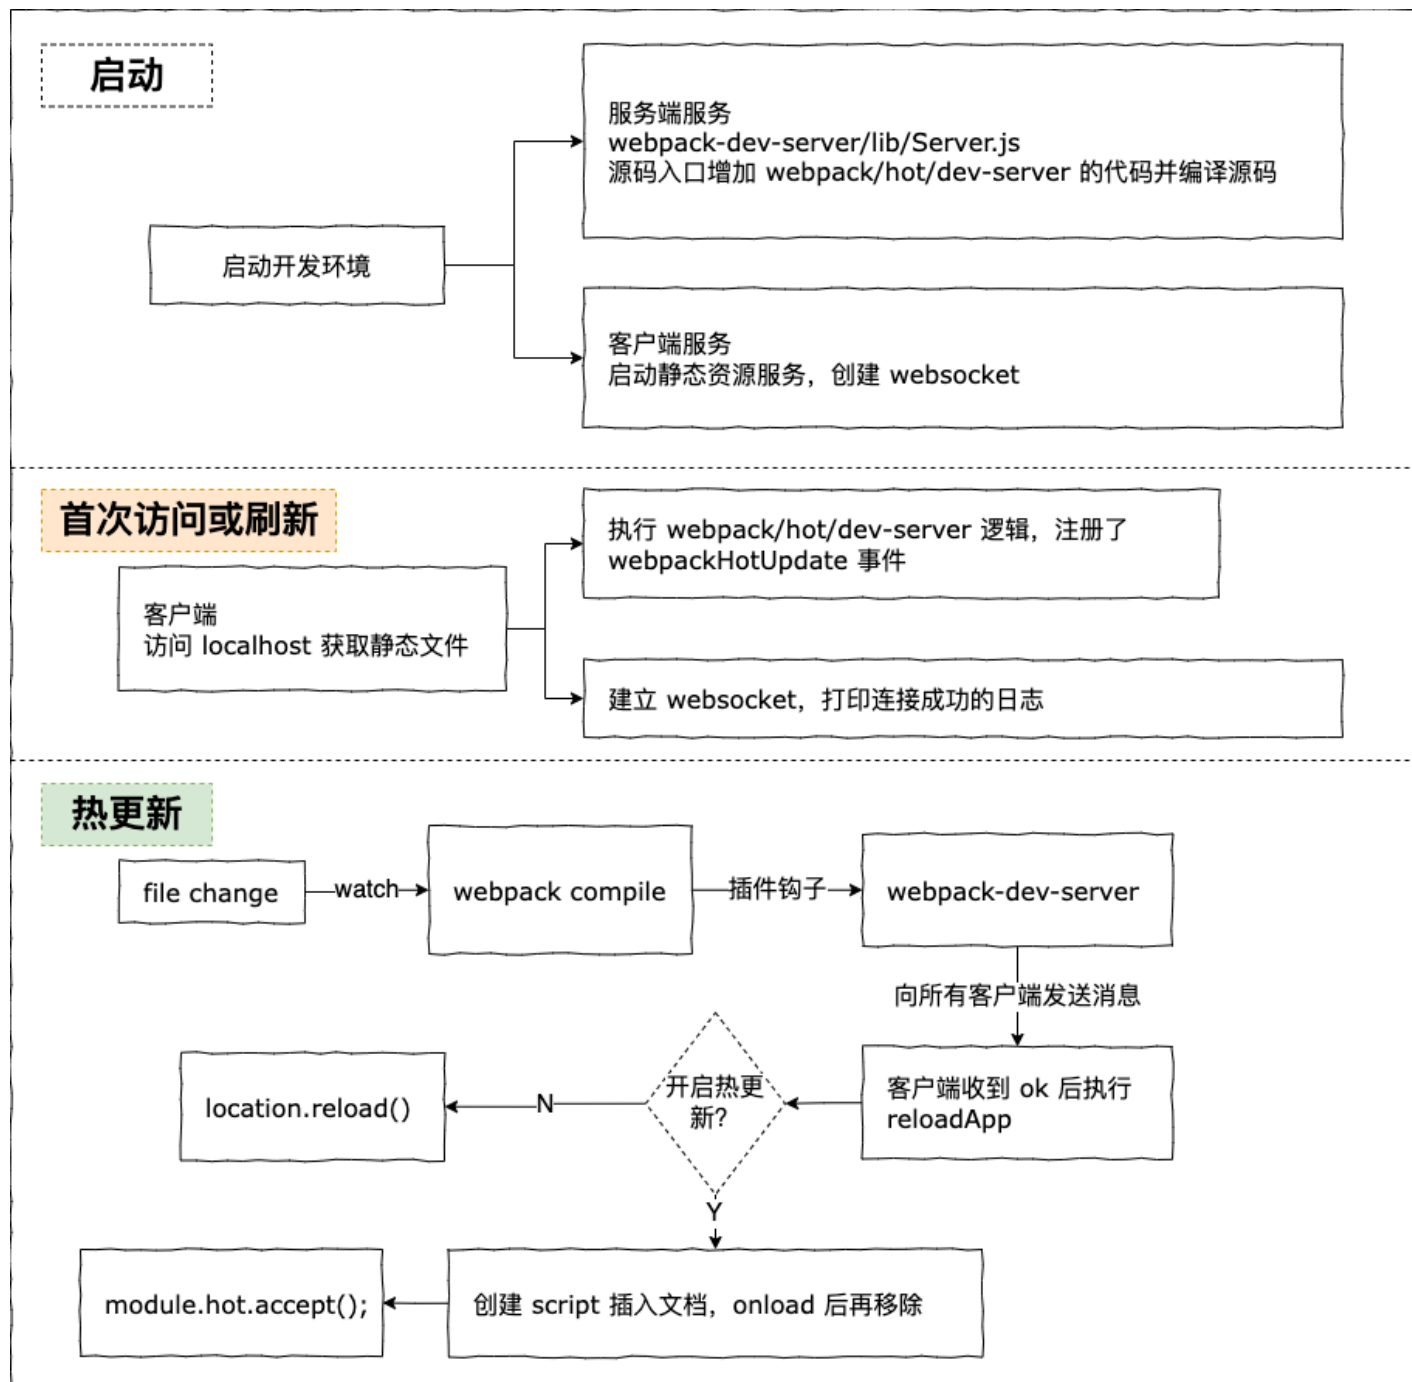 启动
服务端服务
webpack-dev-server/lib/Server.js
源码入口增加 webpack/hot/dev-server 的代码并编译源码
启动开发环境
客户端服务
启动静态资源服务，创建 websocket
首次访问或刷新
执行 webpack/hot/dev-server 逻辑，注册了
webpackHotUpdate 事件
客户端
访问 localhost 获取静态文件
建立 websocket，打印连接成功的日志
热更新
file change
watch
webpack compile
插件钩子
webpack-dev-server
向所有客户端发送消息
客户端收到 ok 后执行
reloadApp
开启热更
新?
N
location.reload()
Y
创建 script 插入文档，onload 后再移除
module.hot.accept();